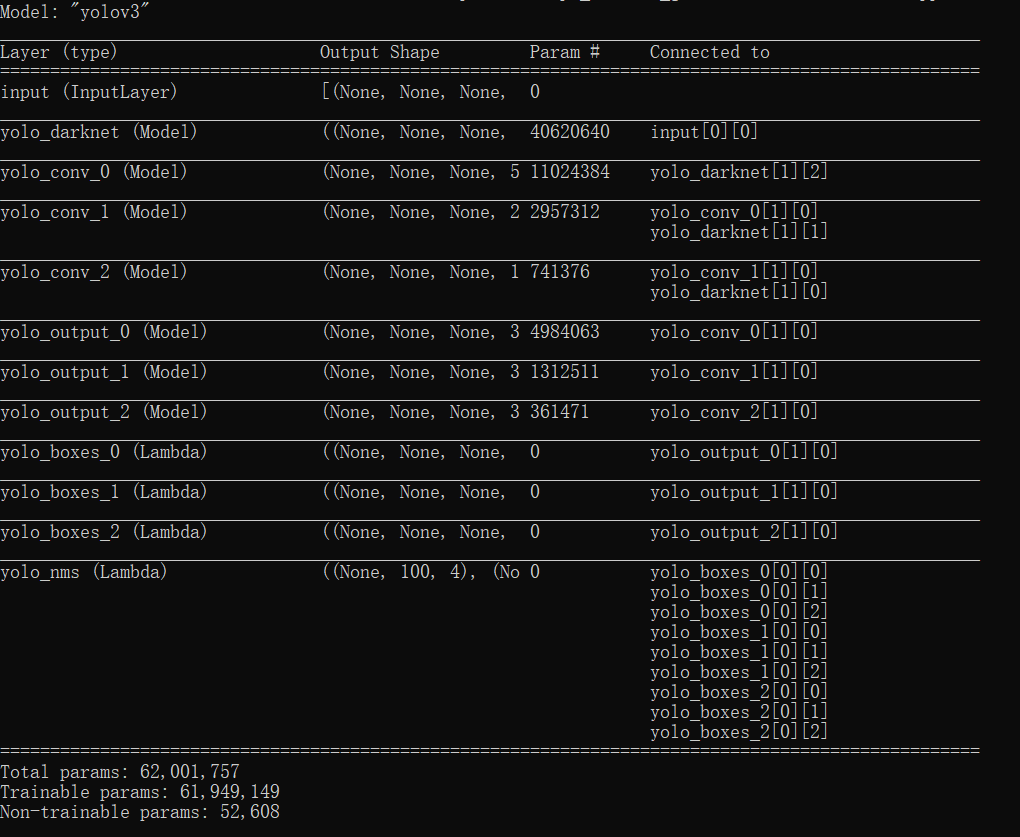 Model: "yolov3"
Layer (type) Output Shape Param # Connected to
input (InputLayer) [(None, None, None, 0
yolo_darknet (Model) ((None, None, None, 40620640 input[0][0]
yolo_conv_0 (Model) (None, None, None, 5 11024384 yolo_darknet[1][2]
yolo_conv_1 (Model) (None, None, None, 2 2957312 yolo_conv_0[1][0]
yolo_darknet[1][1]
yolo_conv_2 (Model) (None, None, None, 1 741376 yolo_conv_1[1][0]
yolo_darknet[1][0]
yolo_output_0 (Model) (None, None, None, 3 4984063 yolo_conv_0[1][0]
yolo_output_1 (Model) (None, None, None, 3 1312511 yolo_conv_1[1][0]
yolo_output_2 (Model) (None, None, None, 3 361471 yolo_conv_2[1][0]
yolo_boxes_0 (Lambda) ((None, None, None, 0 yolo_output_0[1][0]
yolo_boxes_1 (Lambda) ((None, None, None, 0 yolo_output_1[1][0]
yolo_boxes_2 (Lambda) ((None, None, None, 0 yolo_output_2[1][0]
yolo_nms (Lambda) ((None, 100, 4), (No 0 yolo_boxes_0[0][0]
yolo_boxes_0[0][1]
yolo_boxes_0[0][2]
yolo_boxes_1[0][0]
yolo_boxes_1[0][1]
yolo_boxes_1[0][2]
yolo_boxes_2[0][0]
yolo_boxes_2[0][1]
yolo_boxes_2[0][2]
Total params: 62,001,757
Trainable params: 61,949,149
Non-trainable params: 52,608